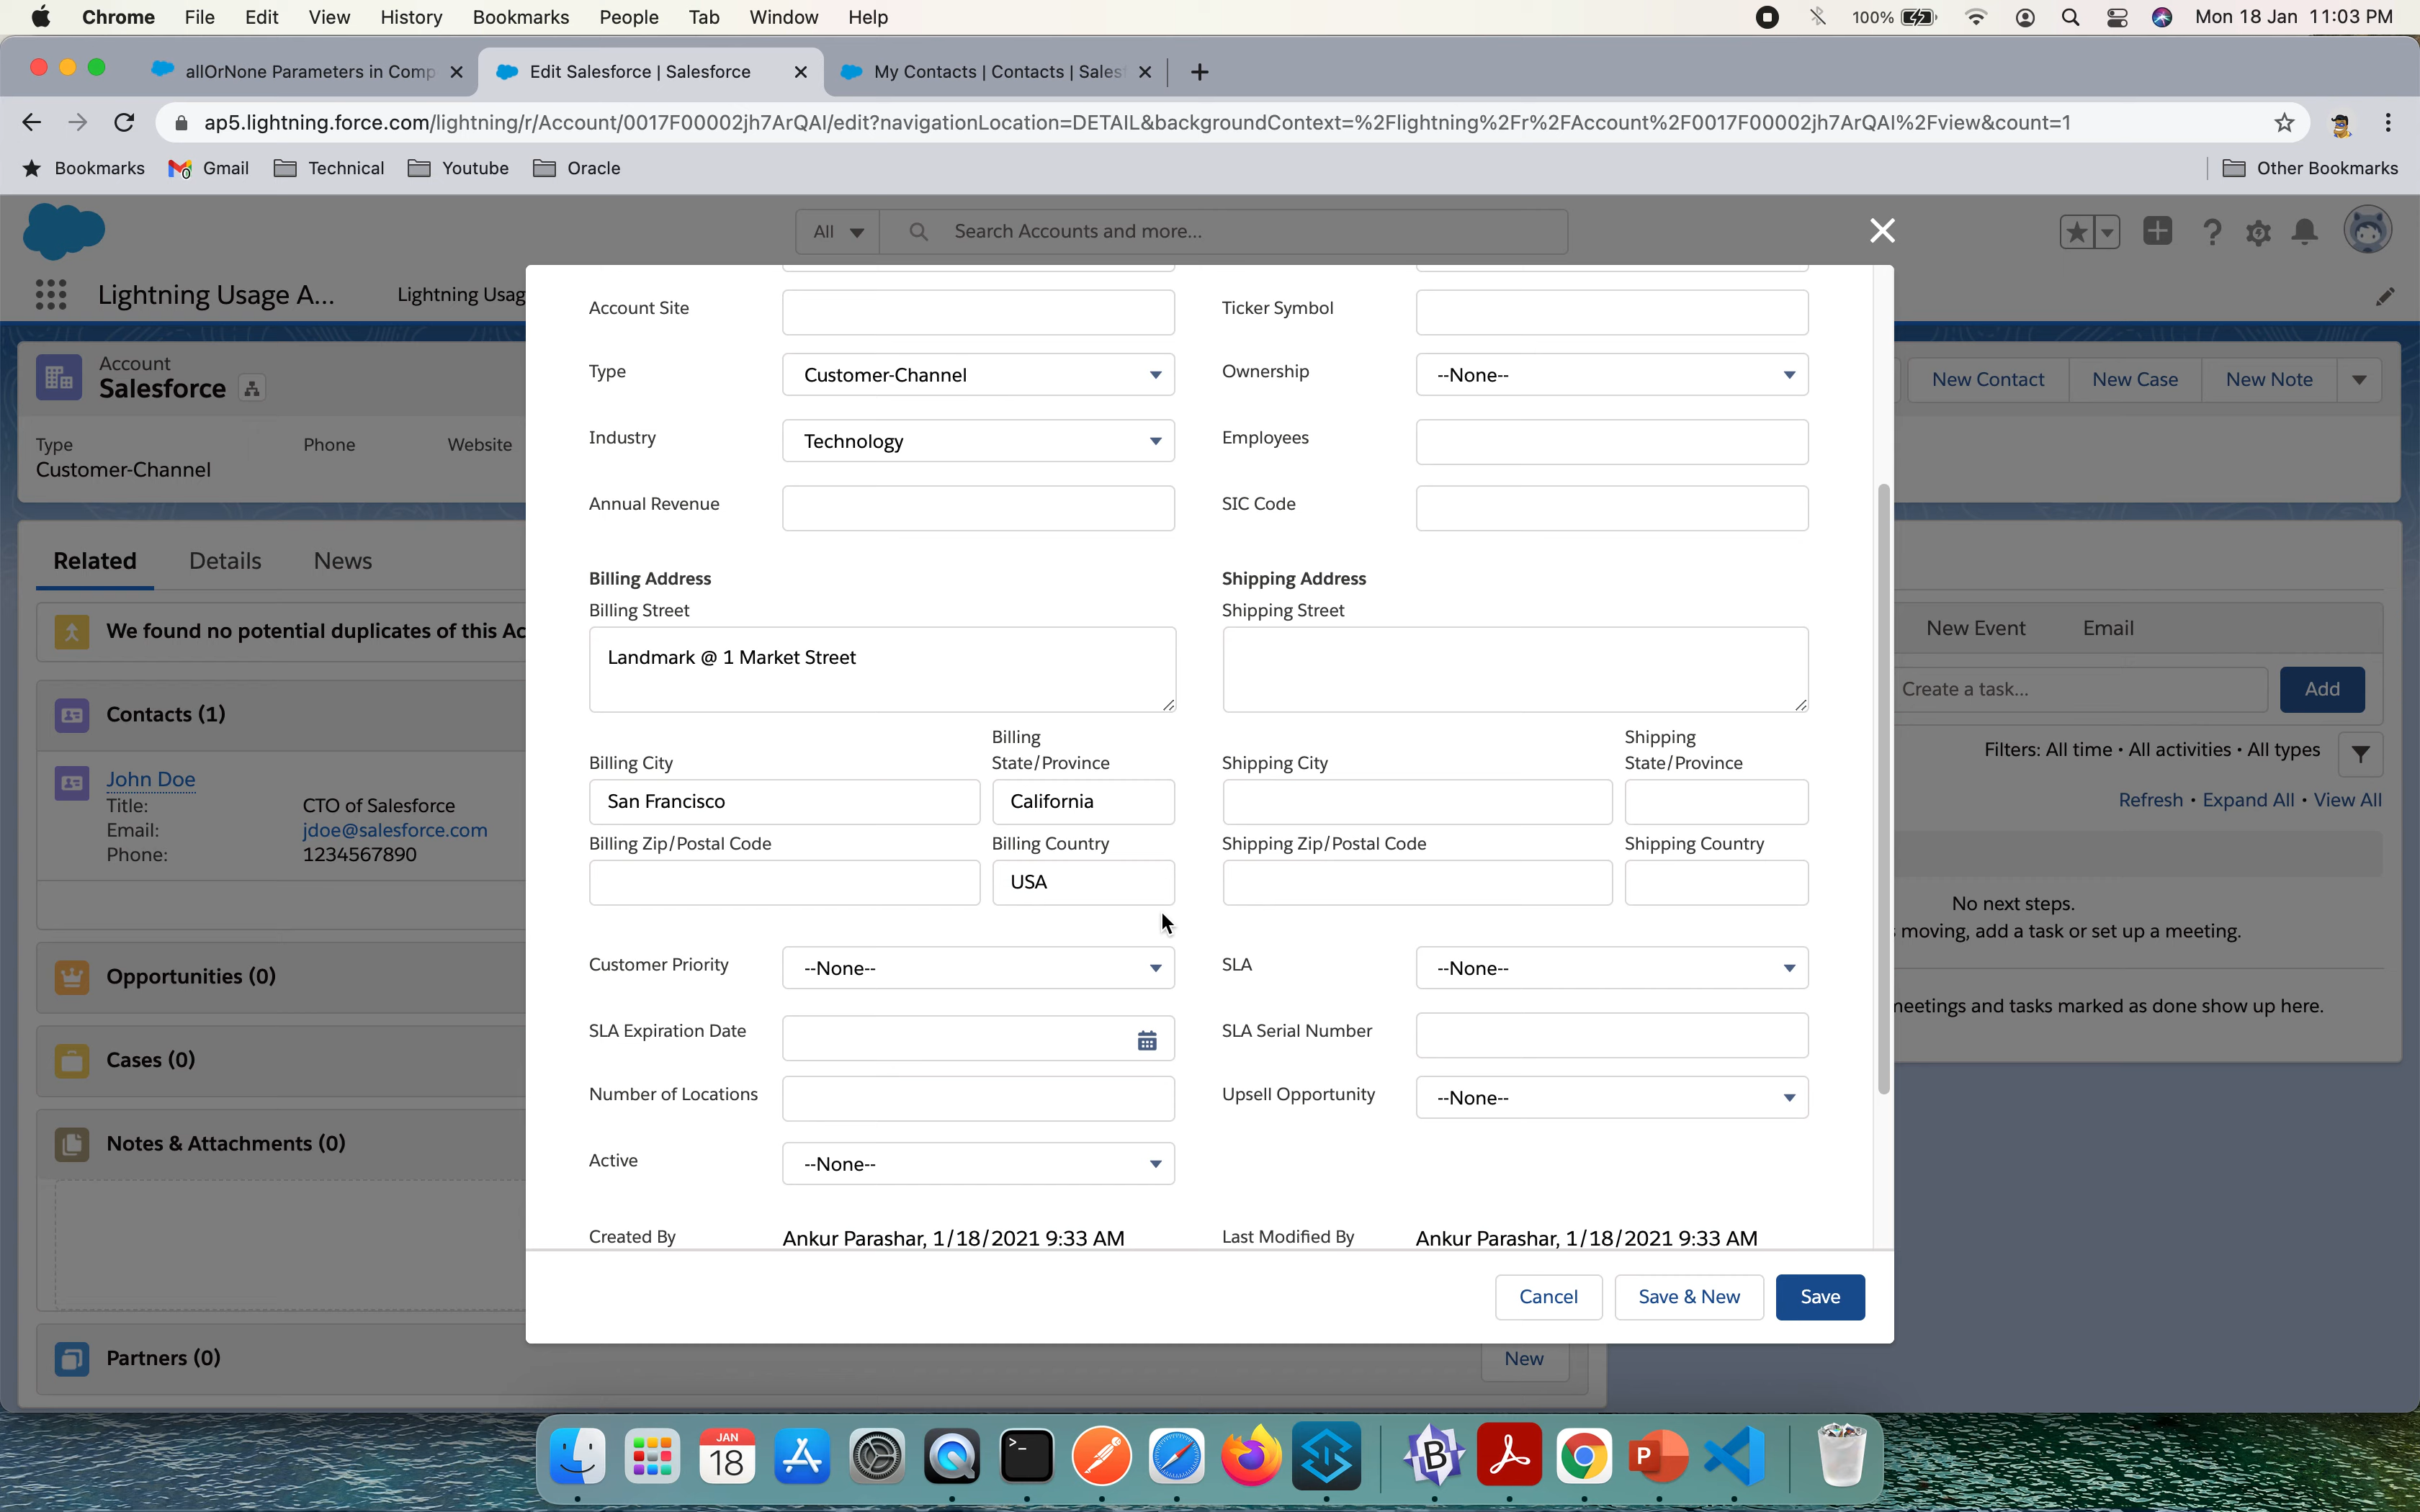 Chrome File Edit View History Bookmarks People Tab Window Help 100% Mon 18 Jan 11:03 PM
allOrNone Parameters in Comp
Edit Salesforce | Salesforce
My Contacts | Contacts | Sales
ap5.lightning.force.com/lightning/r/Account/0017F00002jh7ArQAI/edit?navigationLocation=DETAIL&backgroundContext=%2Flightning%2Fr%2FAccount%2F0017F00002jh7ArQAI%2Fview&count=1
Bookmarks Gmail Technical Youtube Oracle Other Bookmarks
All Search Accounts and more...
Lightning Usage A... Lightning Usag
Account
Salesforce
New Contact New Case New Note
Type Phone Website
Customer-Channel
Related Details News
We found no potential duplicates of this Ac
Contacts (1)
John Doe
Title: CTO of Salesforce
Email: jdoe@salesforce.com
Phone: 1234567890
Opportunities (0)
Cases (0)
Notes & Attachments (0)
Partners (0)
New
Account Site Ticker Symbol
Type Customer-Channel Ownership --None--
Industry Technology Employees
Annual Revenue SIC Code
Billing Address Shipping Address
Billing Street Shipping Street
Landmark @ 1 Market Street
Billing City Billing State/Province Shipping City Shipping State/Province
San Francisco California
Billing Zip/Postal Code Billing Country Shipping Zip/Postal Code Shipping Country
USA
Customer Priority --None-- SLA --None--
SLA Expiration Date SLA Serial Number
Number of Locations Upsell Opportunity --None--
Active --None--
Created By Ankur Parashar, 1/18/2021 9:33 AM Last Modified By Ankur Parashar, 1/18/2021 9:33 AM
Cancel Save & New Save
New Event Email
Create a task... Add
Filters: All time • All activities • All types
Refresh • Expand All • View All
No next steps.
moving, add a task or set up a meeting.
neetings and tasks marked as done show up here.
JAN
18
>_
B
P